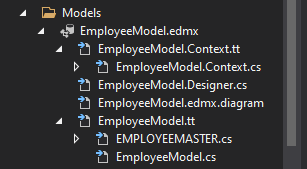 Models
EmployeeModel.edmx
EmployeeModel.Context.tt
EmployeeModel.Context.cs
EmployeeModel.Designer.cs
EmployeeModel.edmx.diagram
EmployeeModel.tt
EMPLOYEEMASTER.cs
EmployeeModel.cs